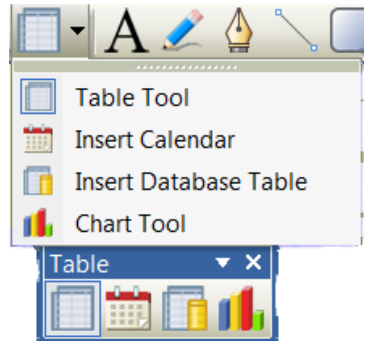 A
Table Tool
Insert Calendar
Insert Database Table
Chart Tool
Table